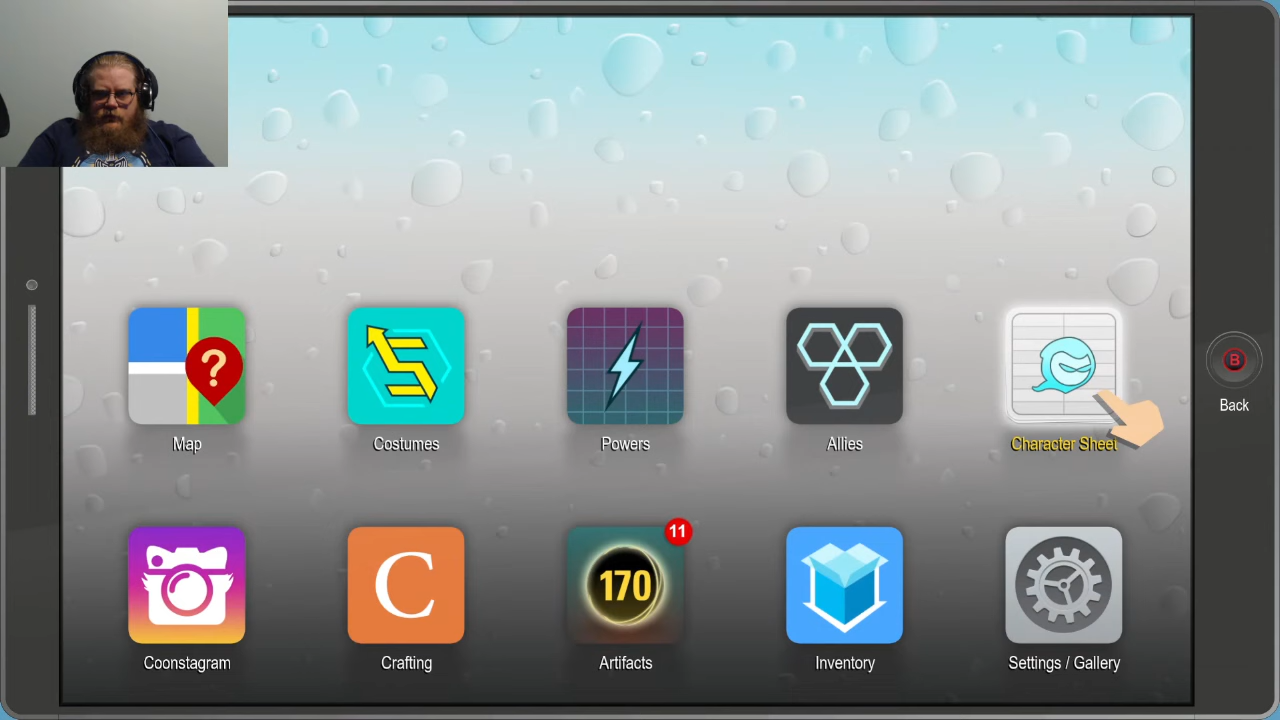 ?
Map
Costumes
Powers
Allies
Character Sheet
B
Back
Coonstagram
C
Crafting
11
170
Artifacts
Inventory
Settings / Gallery